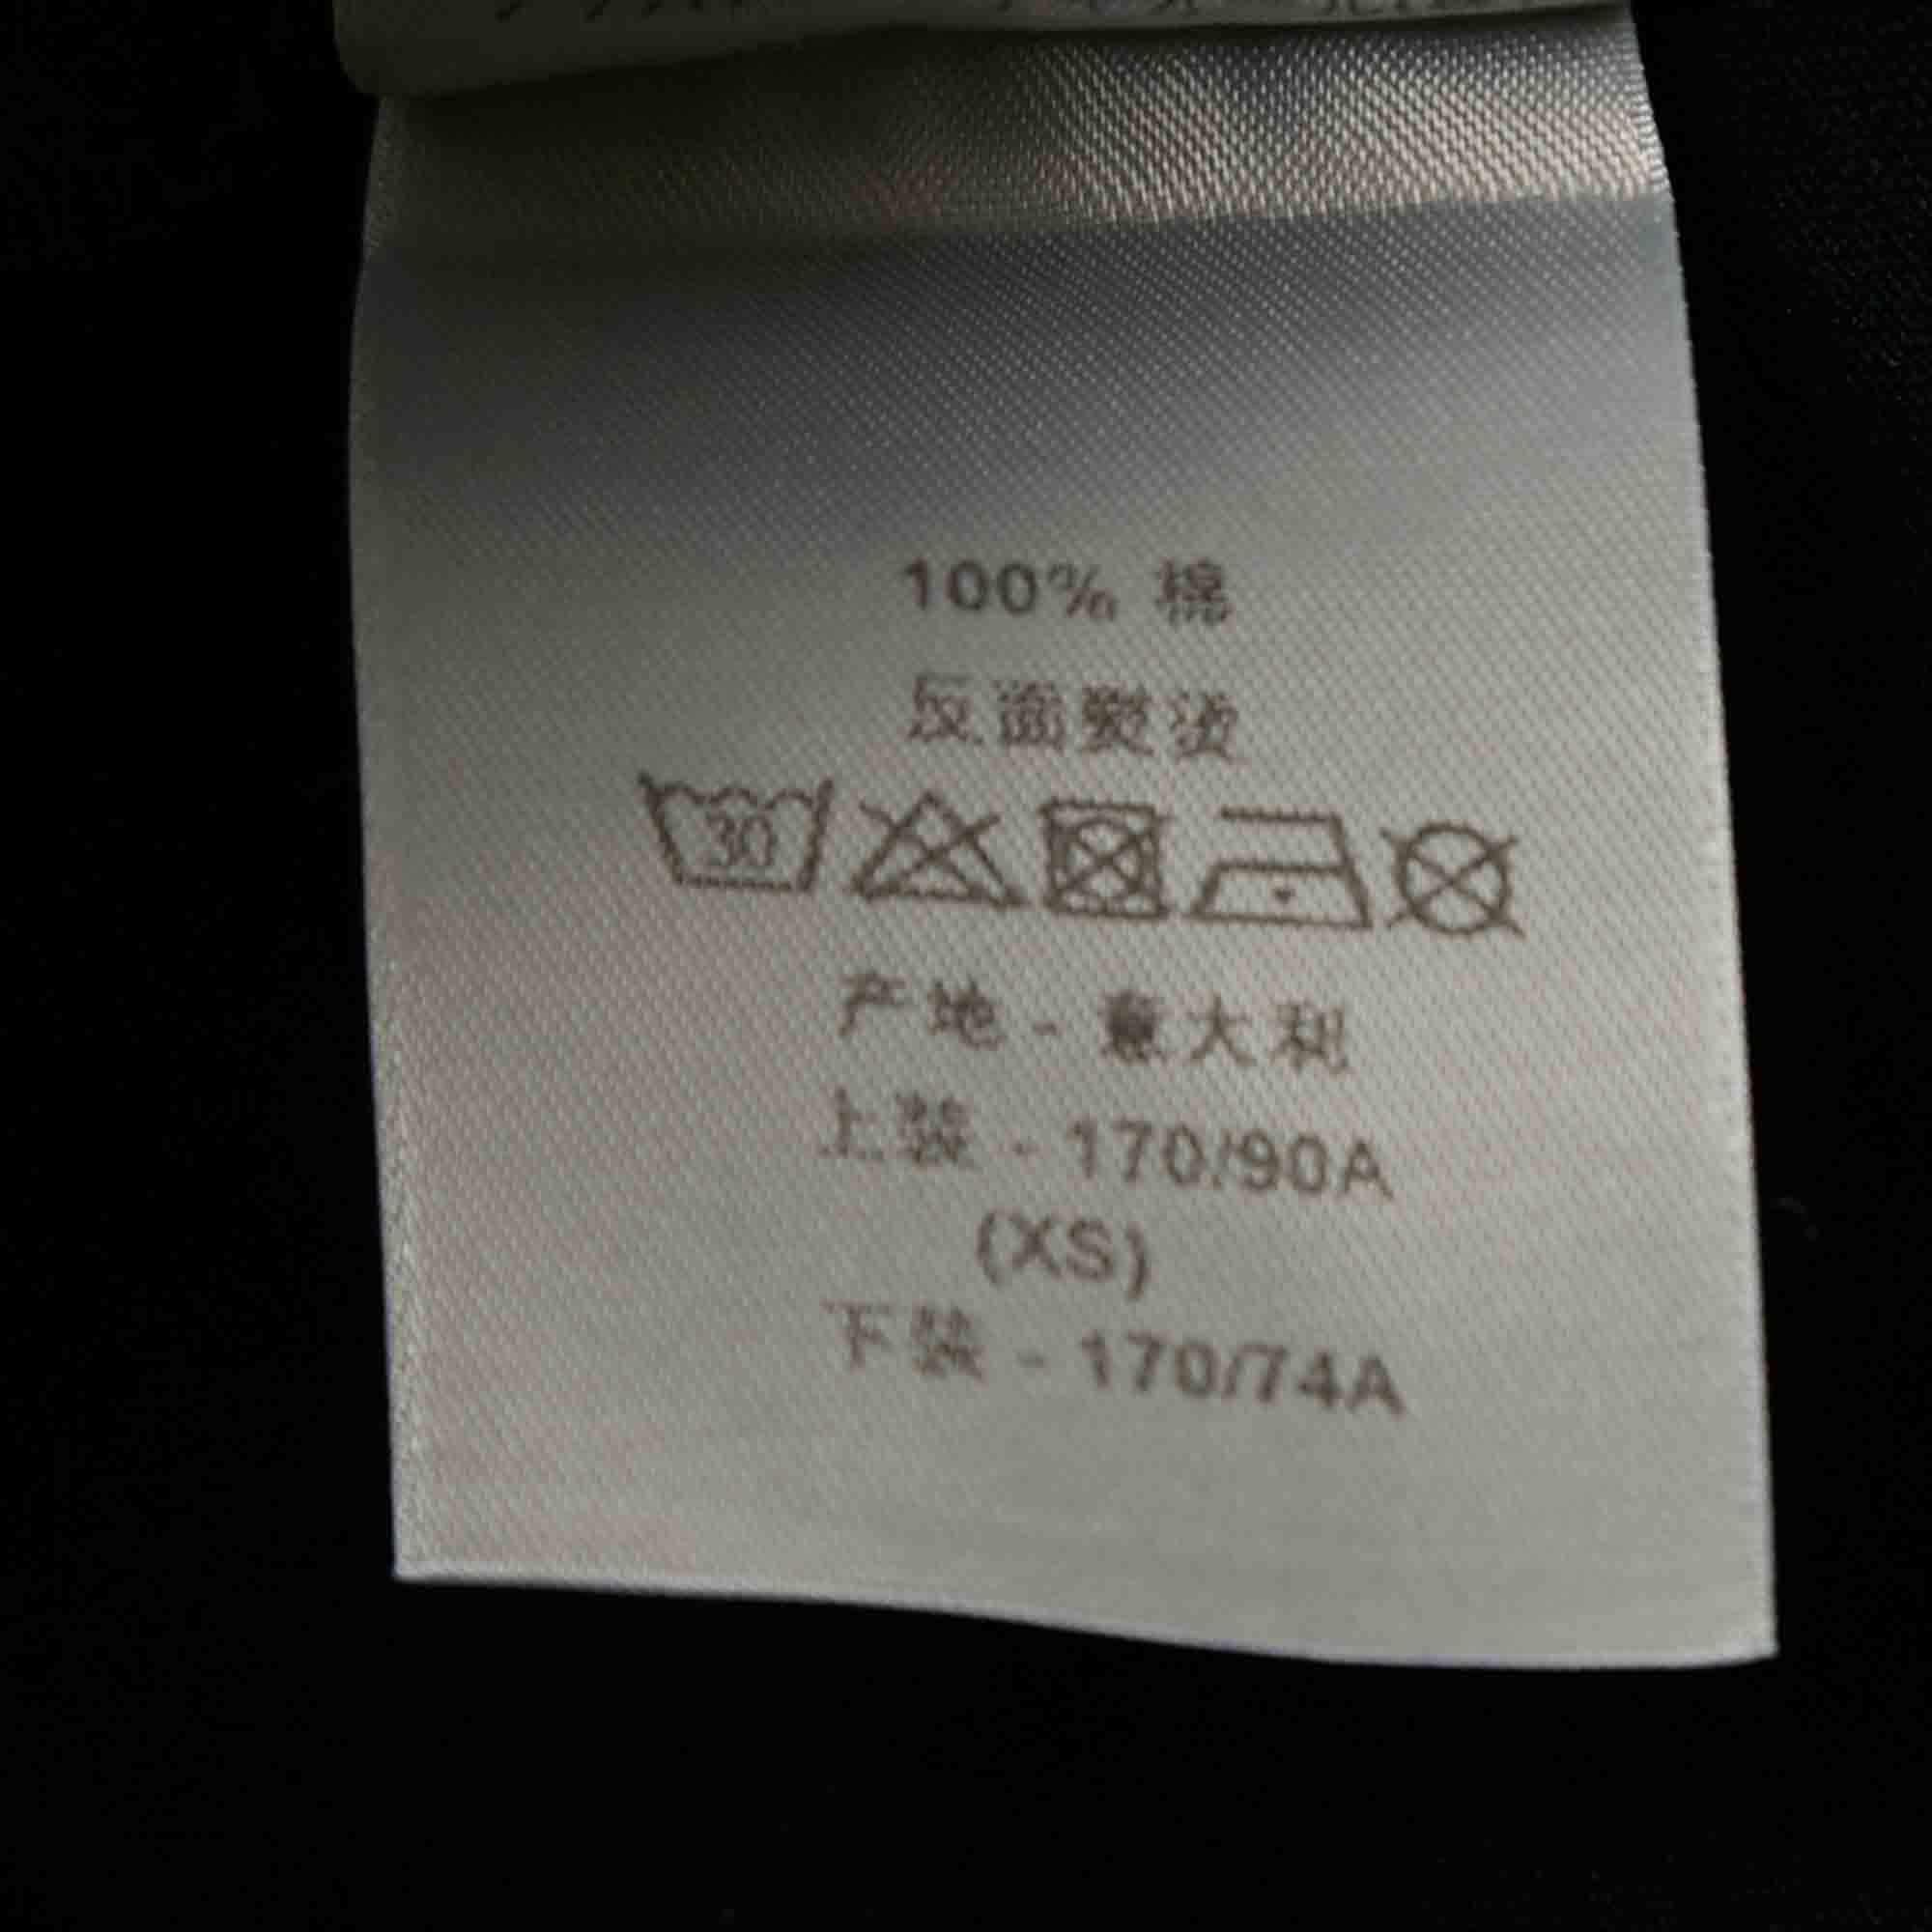 100% 棉
反面熨烫
30
产地 - 意大利
上装 - 170/90A
(XS)
下装 - 170/74A